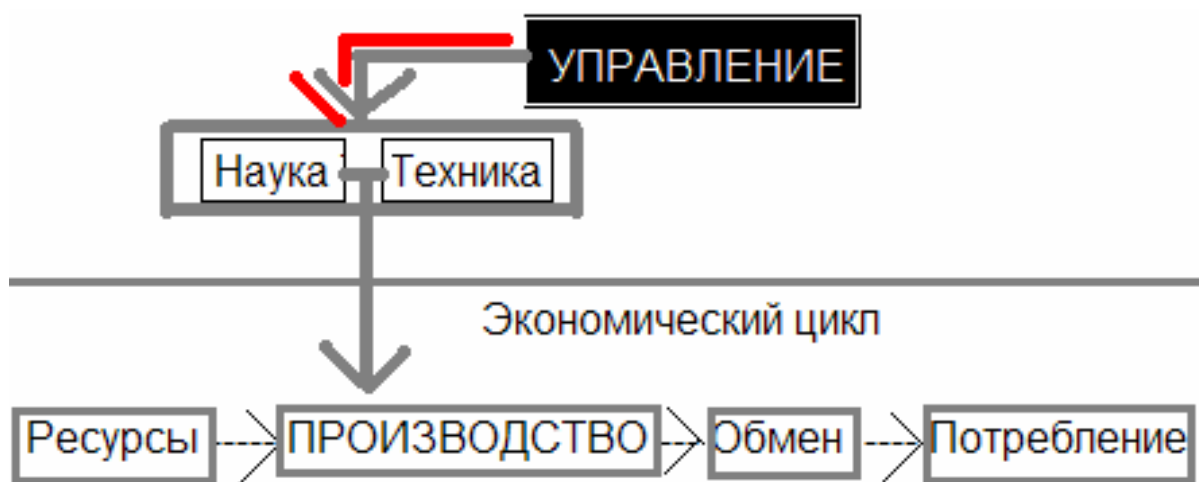 УПРАВЛЕНИЕ
Наука Техника
Экономический цикл
Ресурсы ПРОИЗВОДСТВО Обмен Потребление